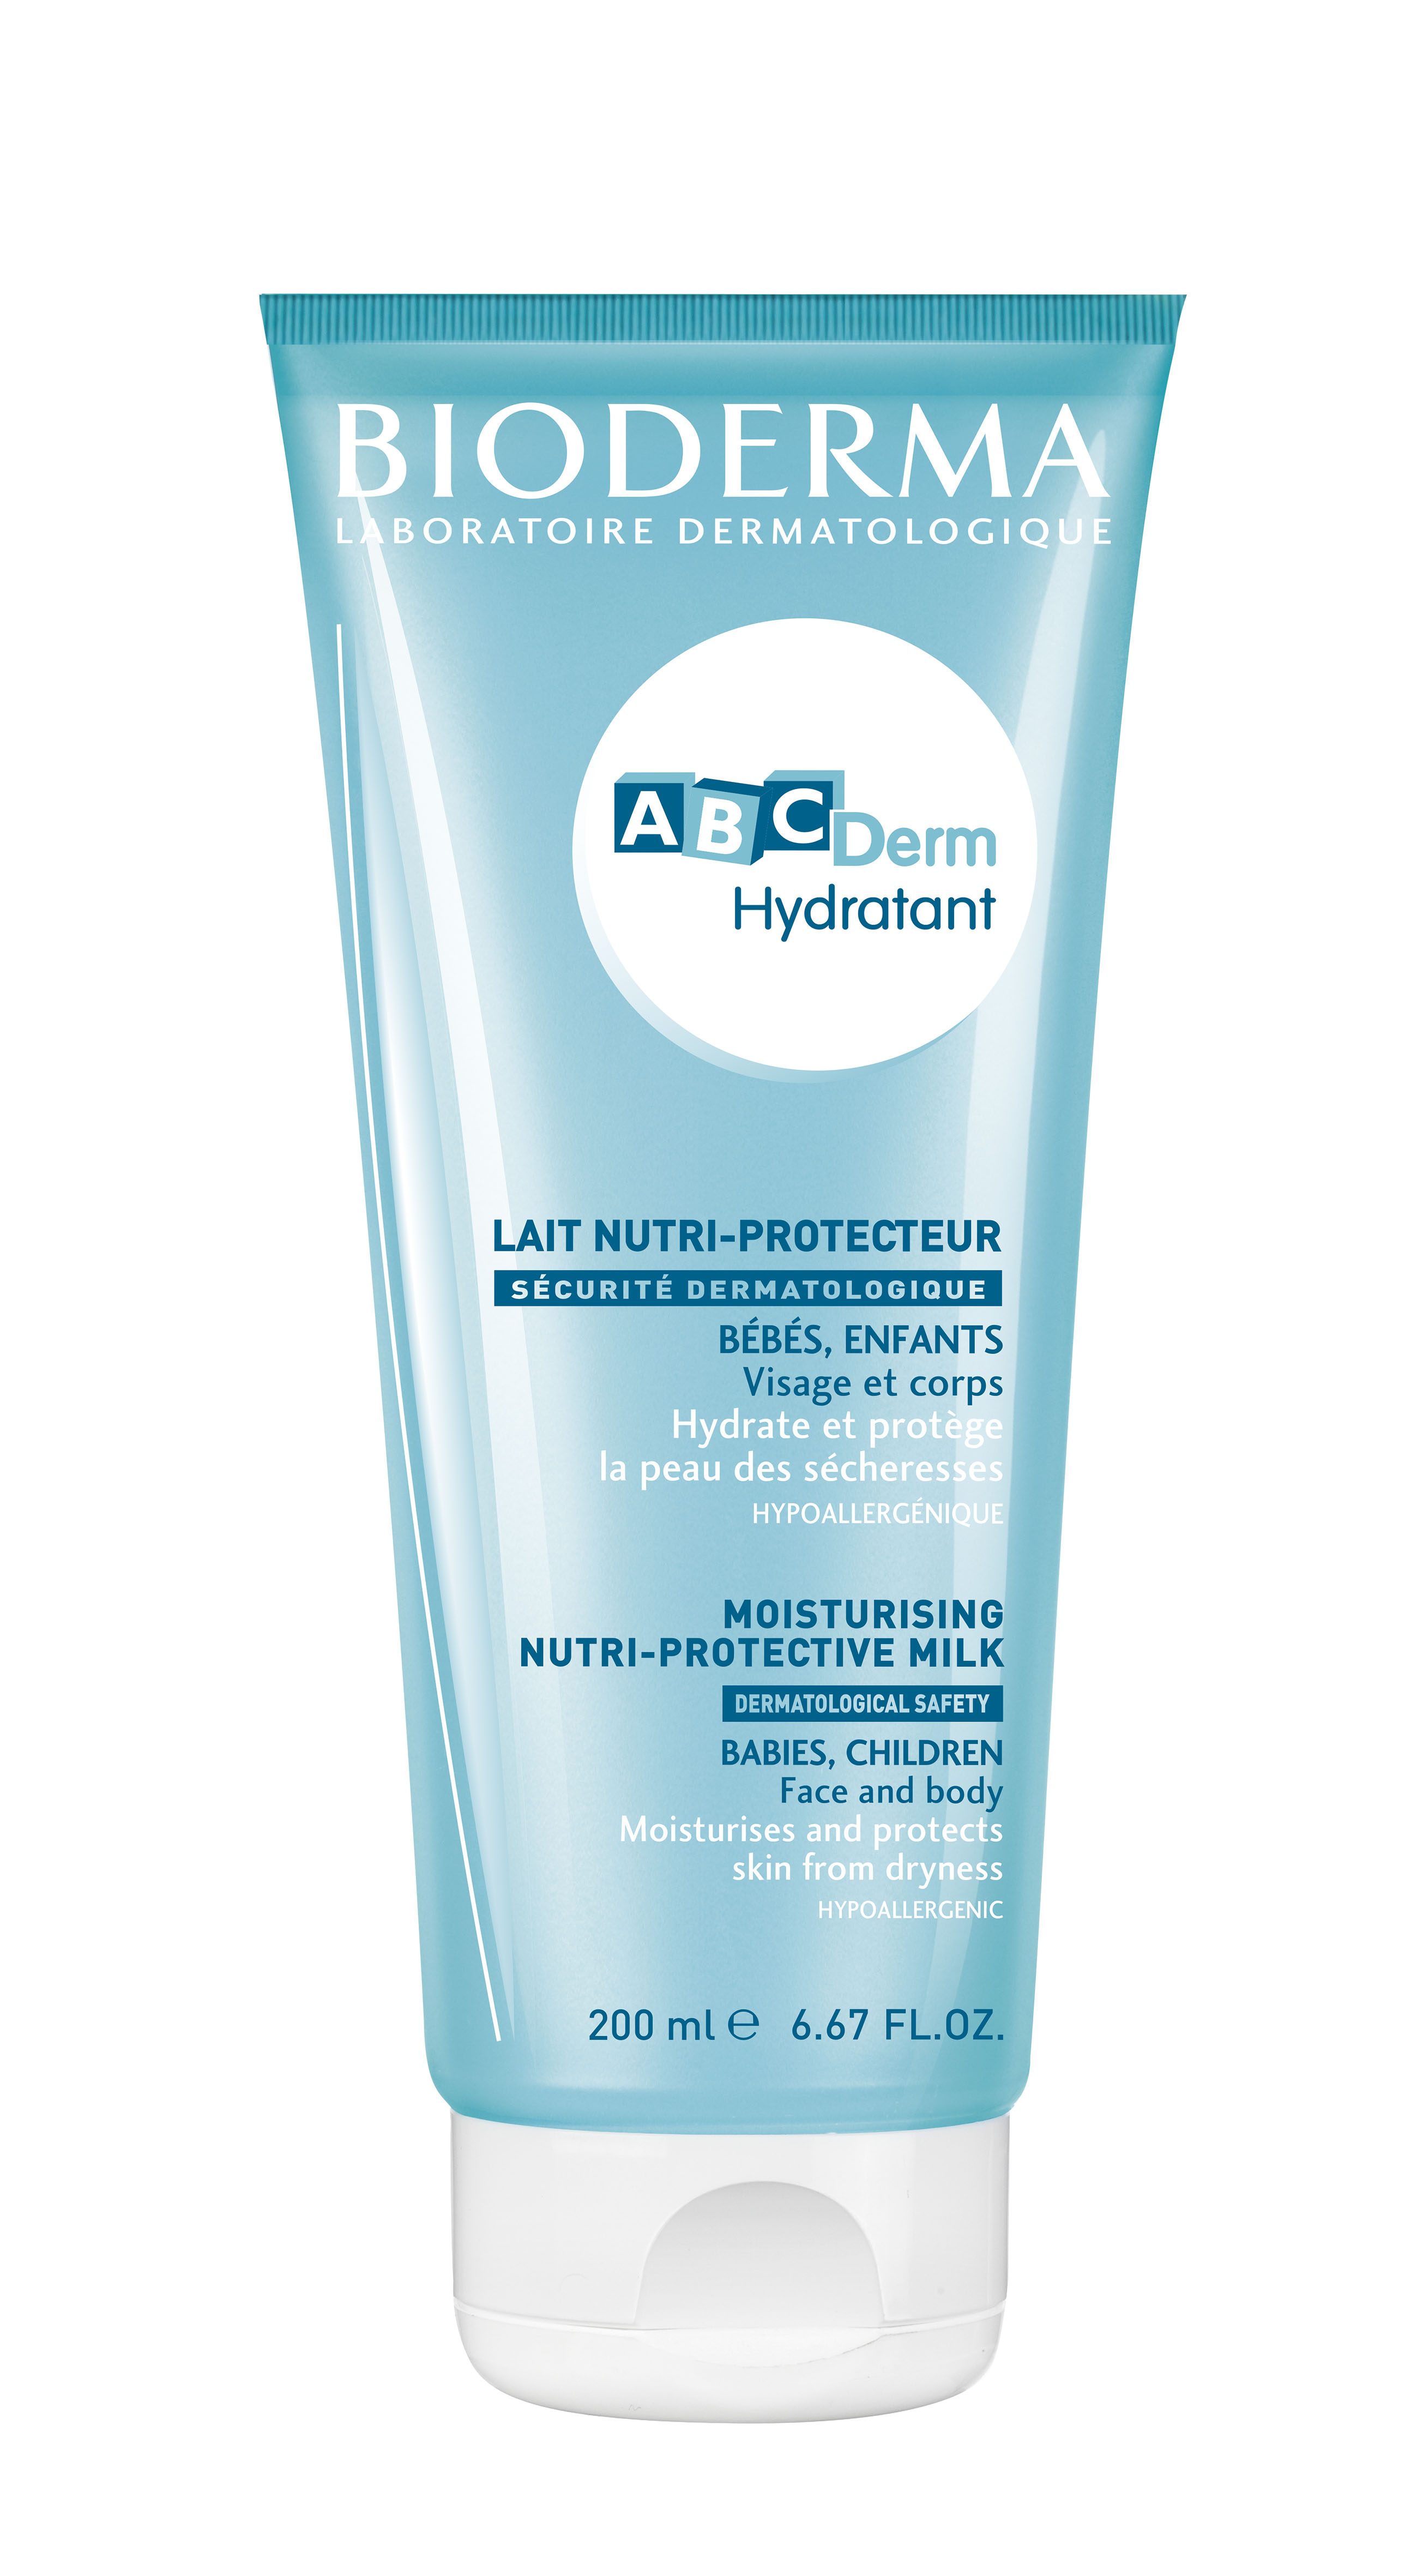 BIODERMA
LABORATOIRE DERMATOLOGIQUE
ABCDerm
Hydratant
LAIT NUTRI-PROTECTEUR
SÉCURITÉ DERMATOLOGIQUE
BÉBÉS, ENFANTS
Visage et corps
Hydrate et protège
la peau des sécheresses
HYPOALLERGÉNIQUE
MOISTURISING
NUTRI-PROTECTIVE MILK
DERMATOLOGICAL SAFETY
BABIES, CHILDREN
Face and body
Moisturises and protects
skin from dryness
HYPOALLERGENIC
200 ml ℮ 6.67 FL.OZ.